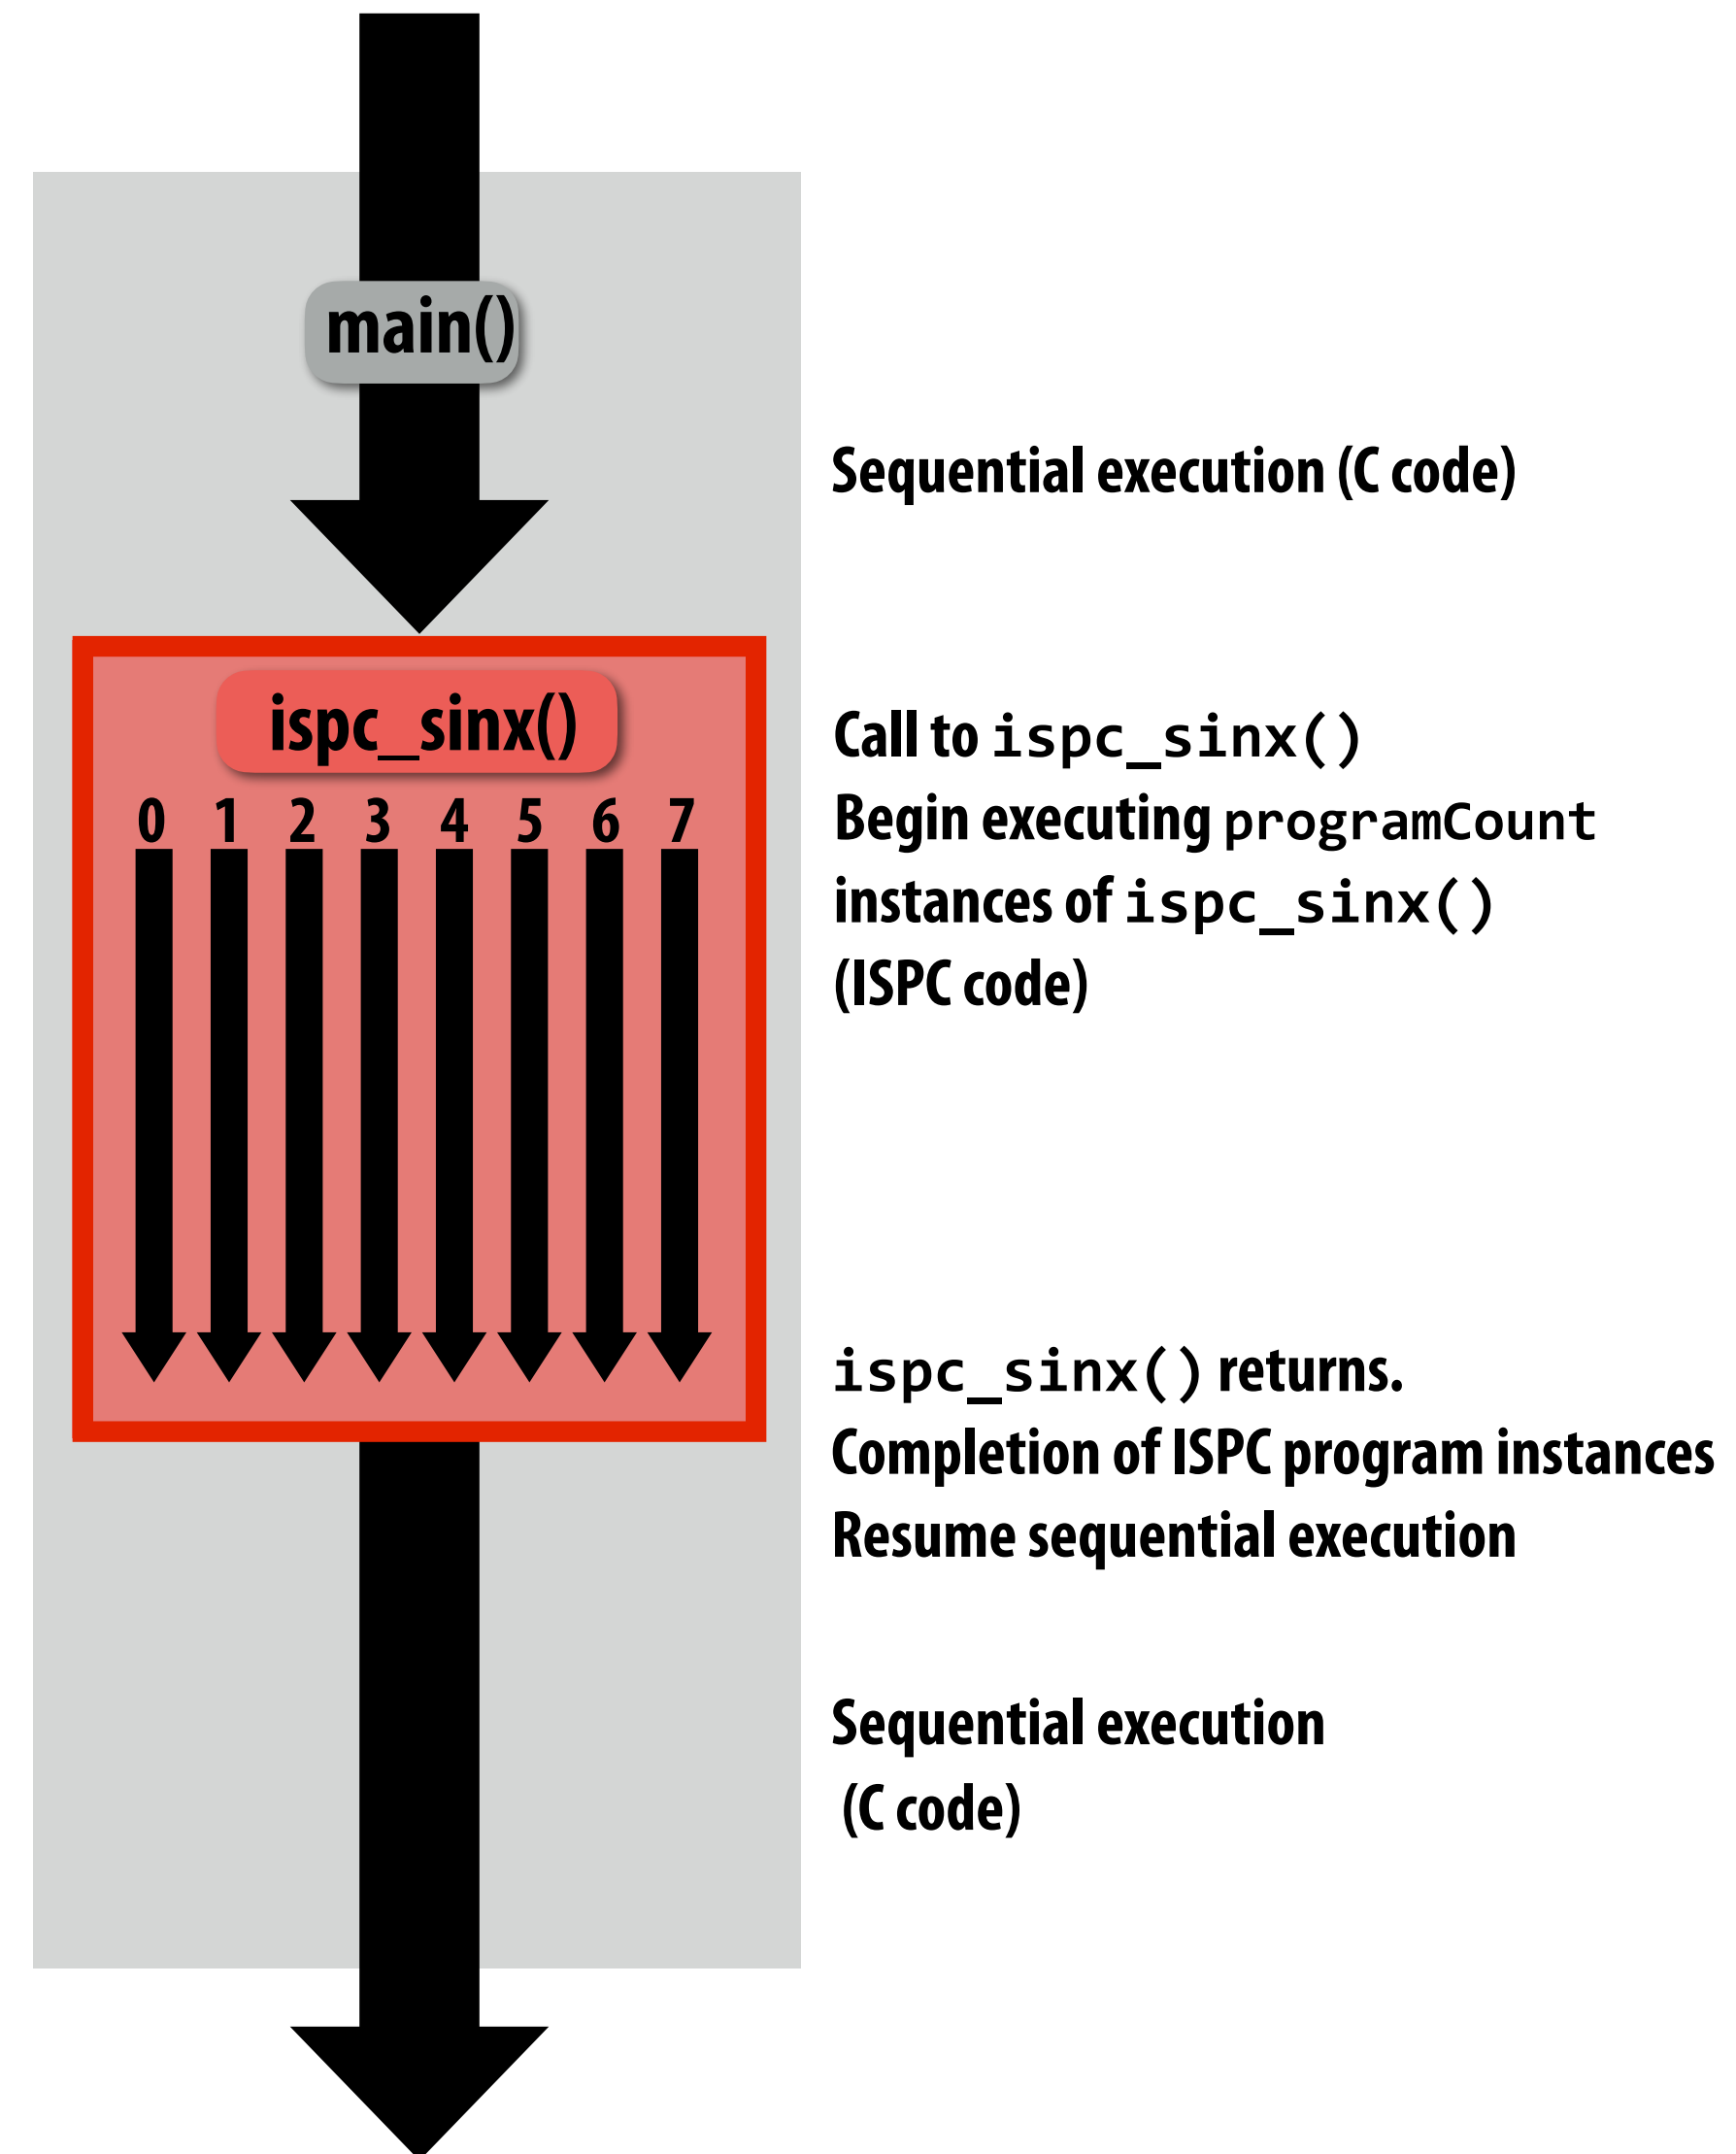 main()
Sequential execution (C code)
ispc_sinx()
0 1 2 3 4 5 6 7
Call to ispc_sinx()
Begin executing programCount
instances of ispc_sinx()
(ISPC code)
ispc_sinx() returns.
Completion of ISPC program instances
Resume sequential execution
Sequential execution
(C code)